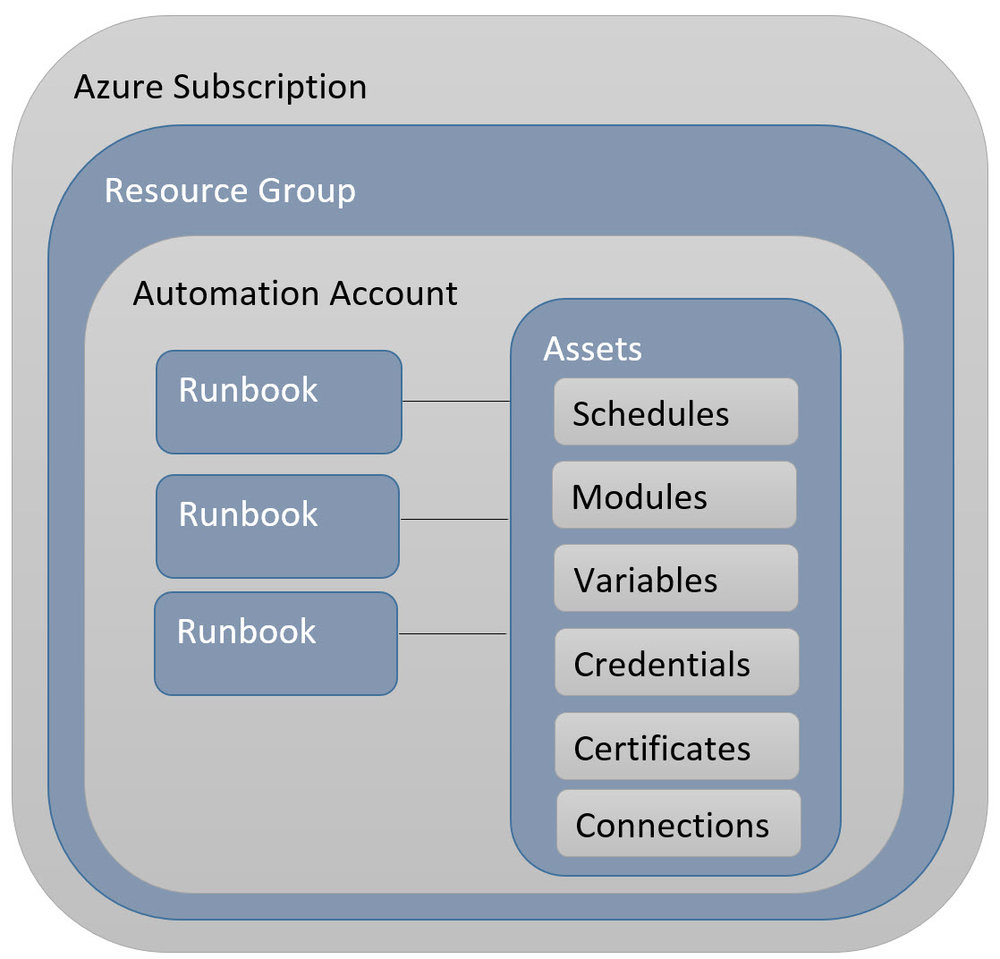 Azure Subscription
Resource Group
Automation Account
Runbook
Runbook
Runbook
Assets
Schedules
Modules
Variables
Credentials
Certificates
Connections